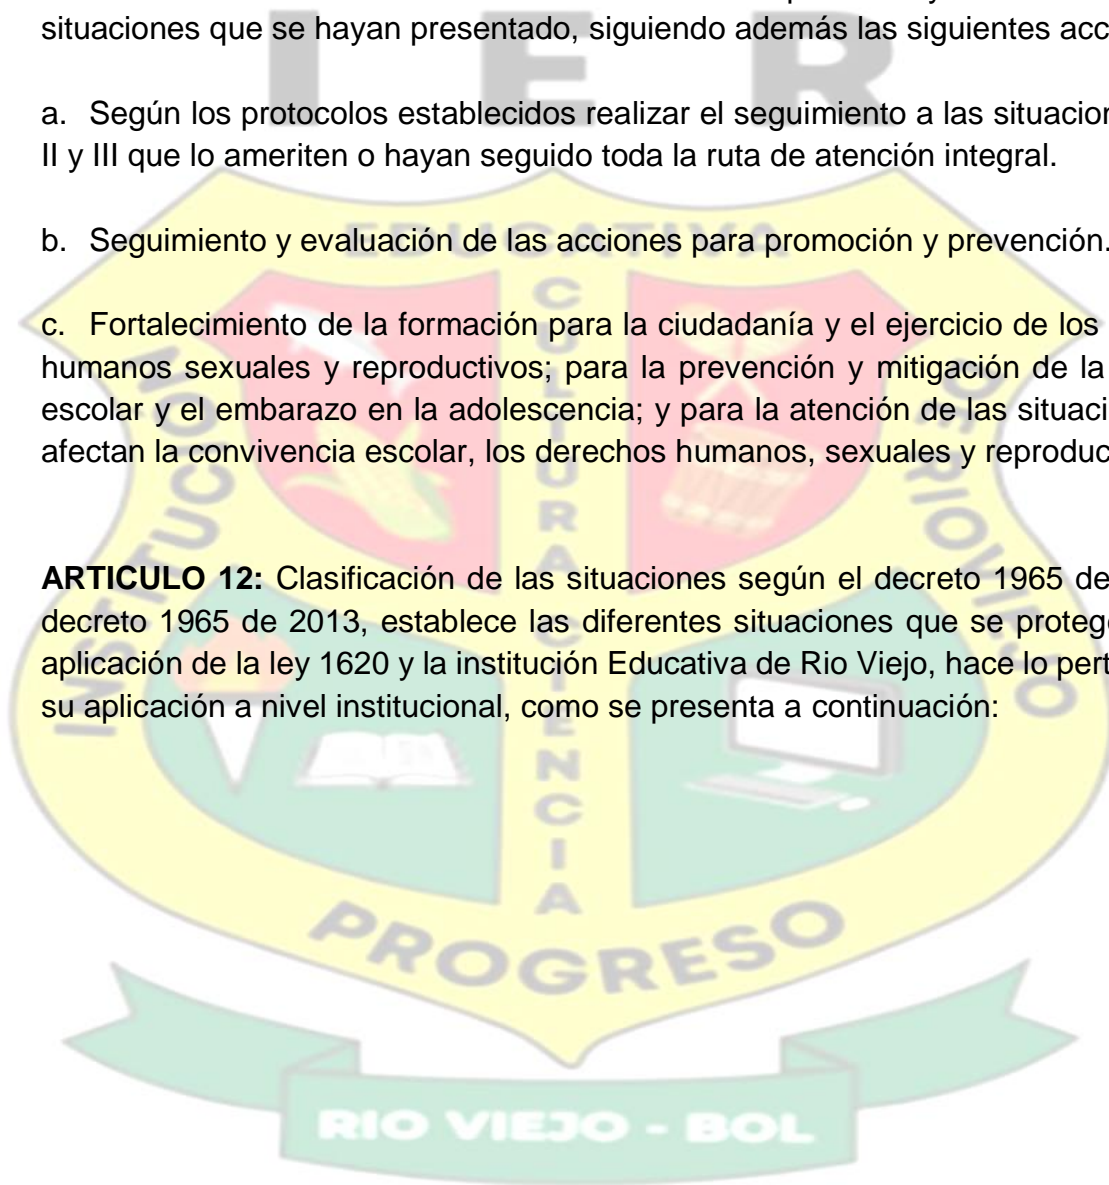 I E R
situaciones que se hayan presentado, siguiendo además las siguientes acc
a. Según los protocolos establecidos realizar el seguimiento a las situacion
II y III que lo ameriten o hayan seguido toda la ruta de atención integral.
b. Seguimiento y evaluación de las acciones para promoción y prevención.
c. Fortalecimiento de la formación para la ciudadanía y el ejercicio de los
humanos sexuales y reproductivos; para la prevención y mitigación de la
escolar y el embarazo en la adolescencia; y para la atención de las situaci
afectan la convivencia escolar, los derechos humanos, sexuales y reproduc
ARTICULO 12: Clasificación de las situaciones según el decreto 1965 de
decreto 1965 de 2013, establece las diferentes situaciones que se proteg
aplicación de la ley 1620 y la institución Educativa de Rio Viejo, hace lo pert
su aplicación a nivel institucional, como se presenta a continuación:
INSTITUCIÓN
EDUCATIVA
DE RIOVIEJO
CULTURA
CIENCIA
PROGRESO
RIO VIEJO - BOL